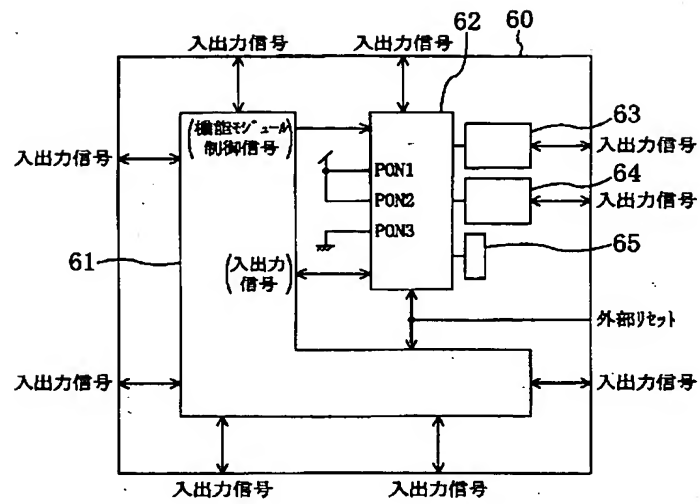 入出力信号
入出力信号
60
62
63
(機能モジュール
制御信号)
入出力信号
入出力信号
PON1
64
PON2
入出力信号
PON3
65
61
(入出力
信号)
外部リセット
入出力信号
入出力信号
入出力信号
入出力信号